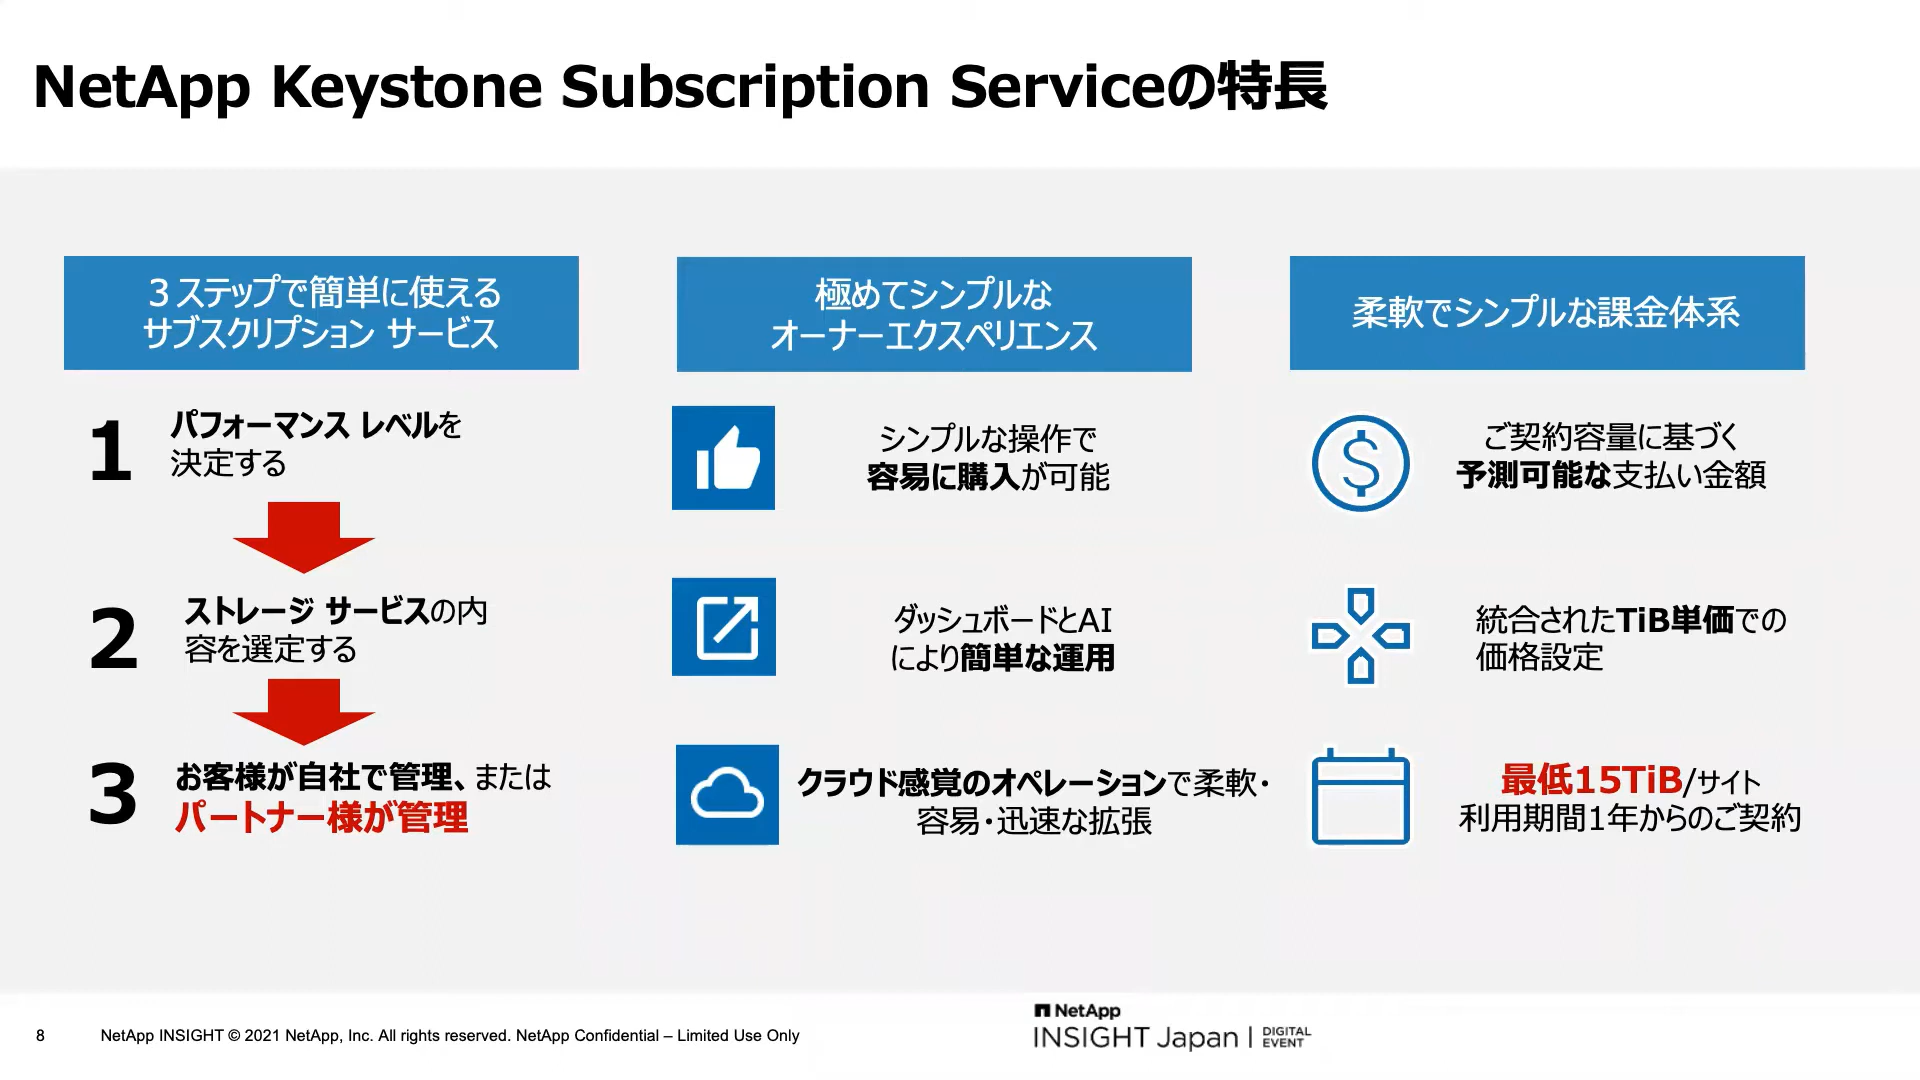 NetApp Keystone Subscription Serviceの特長
３ステップで簡単に使える
サブスクリプション サービス
1
パフォーマンス レベルを
決定する
2
ストレージ サービスの内
容を選定する
3
お客様が自社で管理、または
パートナー様が管理
極めてシンプルな
オーナーエクスペリエンス
シンプルな操作で
容易に購入が可能
ダッシュボードとAI
により簡単な運用
クラウド感覚のオペレーションで柔軟・
容易・迅速な拡張
柔軟でシンプルな課金体系
$
ご契約容量に基づく
予測可能な支払い金額
統合されたTiB単価での
価格設定
最低15TiB/サイト
利用期間1年からのご契約
8
NetApp INSIGHT © 2021 NetApp, Inc. All rights reserved. NetApp Confidential – Limited Use Only
NetApp
INSIGHT Japan | DIGITAL
EVENT